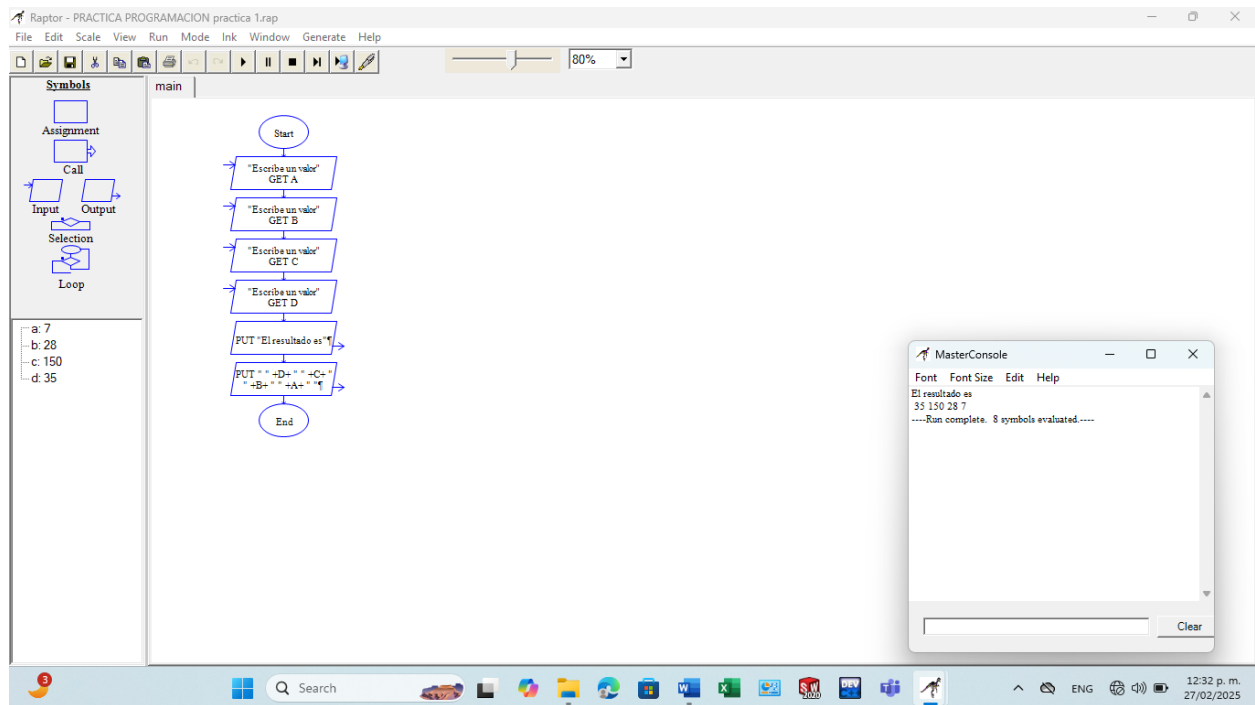 Raptor - PRACTICA PROGRAMACION practica 1.rap
File Edit Scale View Run Mode Ink Window Generate Help
80%
Symbols
Assignment
Call
Input Output
Selection
Loop
a: 7
b: 28
c: 150
d: 35
main
Start
"Escribe un valor"
GET A
"Escribe un valor"
GET B
"Escribe un valor"
GET C
"Escribe un valor"
GET D
PUT "El resultado es"¶
PUT " " +D+ " " +C+ "
" +B+ " " +A+ " "¶
End
MasterConsole
Font Font Size Edit Help
El resultado es
35 150 28 7
----Run complete. 8 symbols evaluated.----
Clear
3
Search
SW
2020
DEV
ENG
12:32 p. m.
27/02/2025